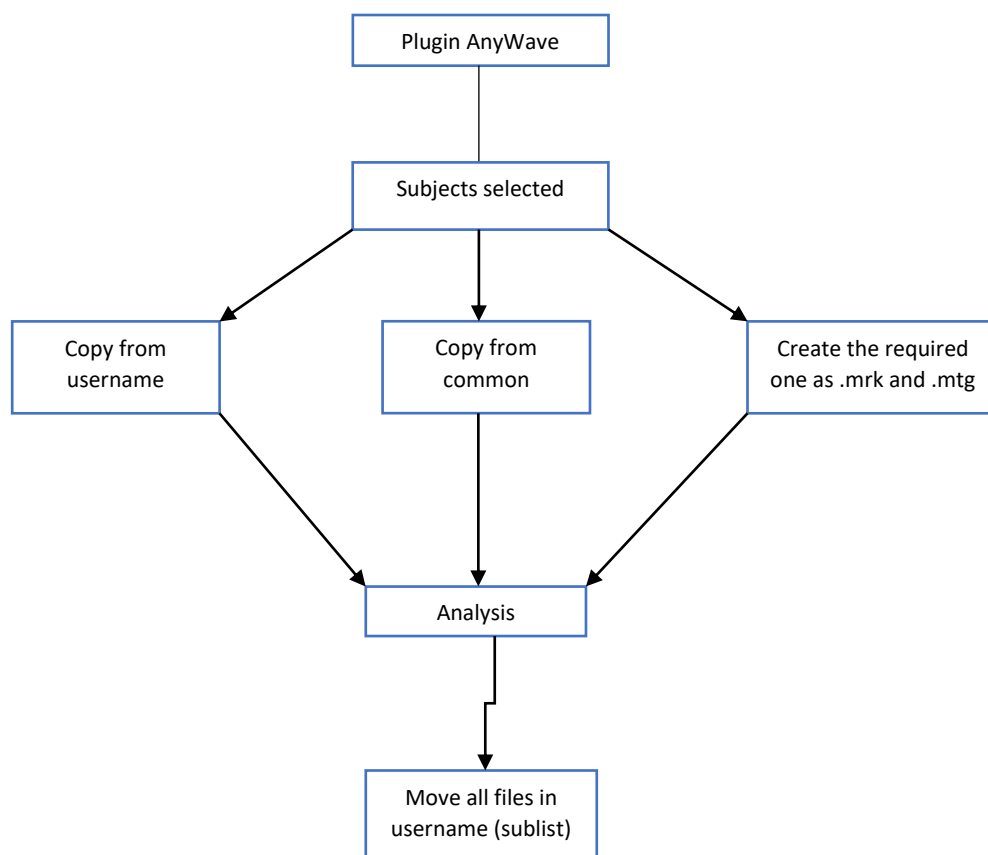 Plugin AnyWave
Subjects selected
Copy from
username
Copy from
common
Create the required
one as .mrk and .mtg
Analysis
Move all files in
username (sublist)